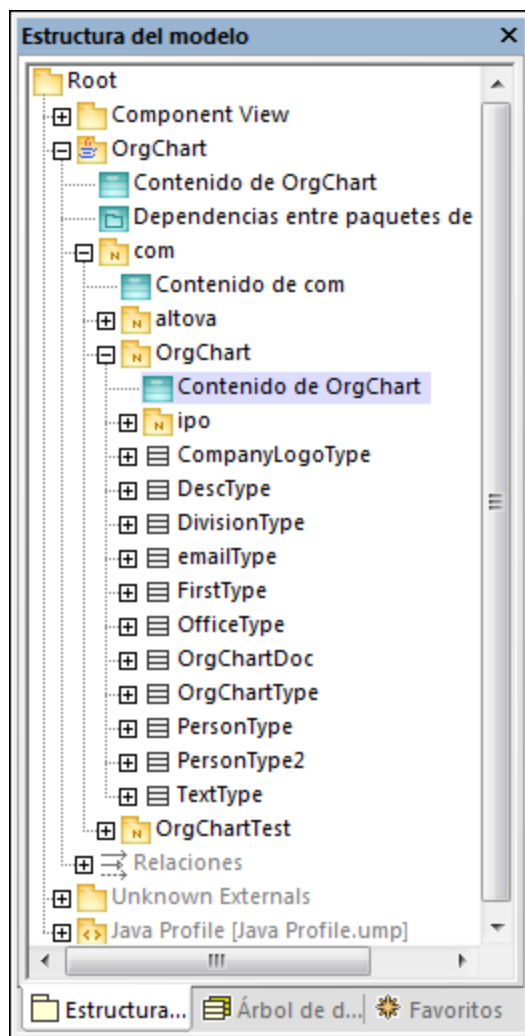 Estructura del modelo
Root
Component View
OrgChart
Contenido de OrgChart
Dependencias entre paquetes de
com
Contenido de com
altova
OrgChart
Contenido de OrgChart
ipo
CompanyLogoType
DescType
DivisionType
emailType
FirstType
OfficeType
OrgChartDoc
OrgChartType
PersonType
PersonType2
TextType
OrgChartTest
Relaciones
Unknown Externals
Java Profile [Java Profile.ump]
Estructura... Árbol de d... Favoritos